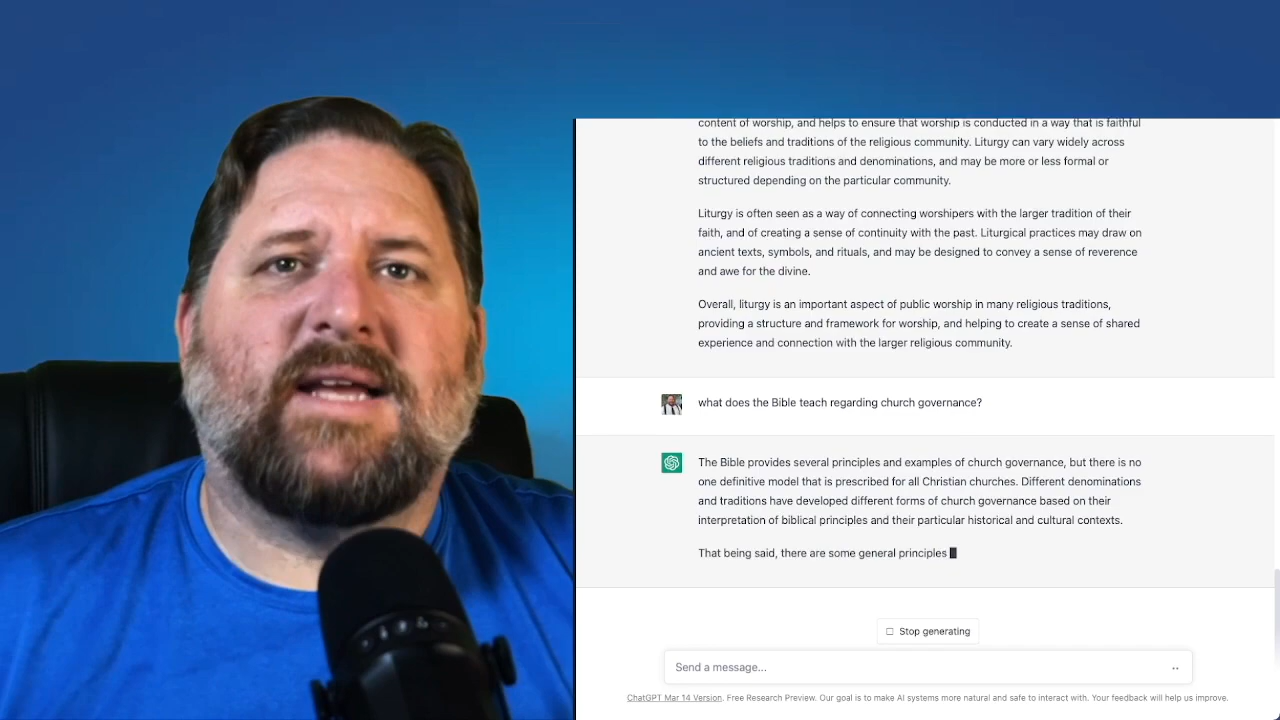 content of worship, and helps to ensure that worship is conducted in a way that is faithful
to the beliefs and traditions of the religious community. Liturgy can vary widely across
different religious traditions and denominations, and may be more or less formal or
structured depending on the particular community.
Liturgy is often seen as a way of connecting worshipers with the larger tradition of their
faith, and of creating a sense of continuity with the past. Liturgical practices may draw on
ancient texts, symbols, and rituals, and may be designed to convey a sense of reverence
and awe for the divine.
Overall, liturgy is an important aspect of public worship in many religious traditions,
providing a structure and framework for worship, and helping to create a sense of shared
experience and connection with the larger religious community.
what does the Bible teach regarding church governance?
The Bible provides several principles and examples of church governance, but there is no
one definitive model that is prescribed for all Christian churches. Different denominations
and traditions have developed different forms of church governance based on their
interpretation of biblical principles and their particular historical and cultural contexts.
That being said, there are some general principles
Stop generating
Send a message...
ChatGPT Mar 14 Version. Free Research Preview. Our goal is to make AI systems more natural and safe to interact with. Your feedback will help us improve.